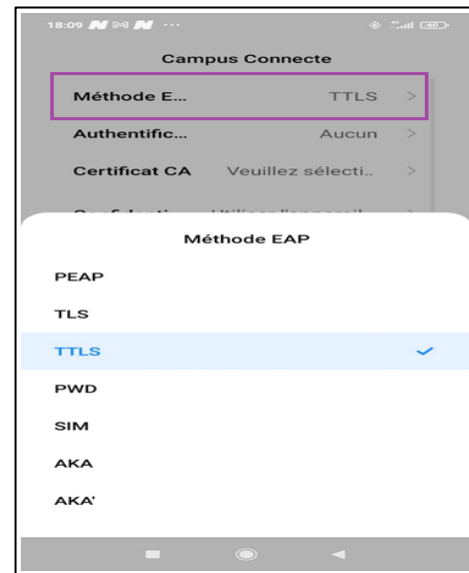 18:09 ...
Campus Connecte
Méthode E... TTLS >
Authentific... Aucun >
Certificat CA Veuillez sélecti.. >
Méthode EAP
PEAP
TLS
TTLS
PWD
SIM
AKA
AKA'